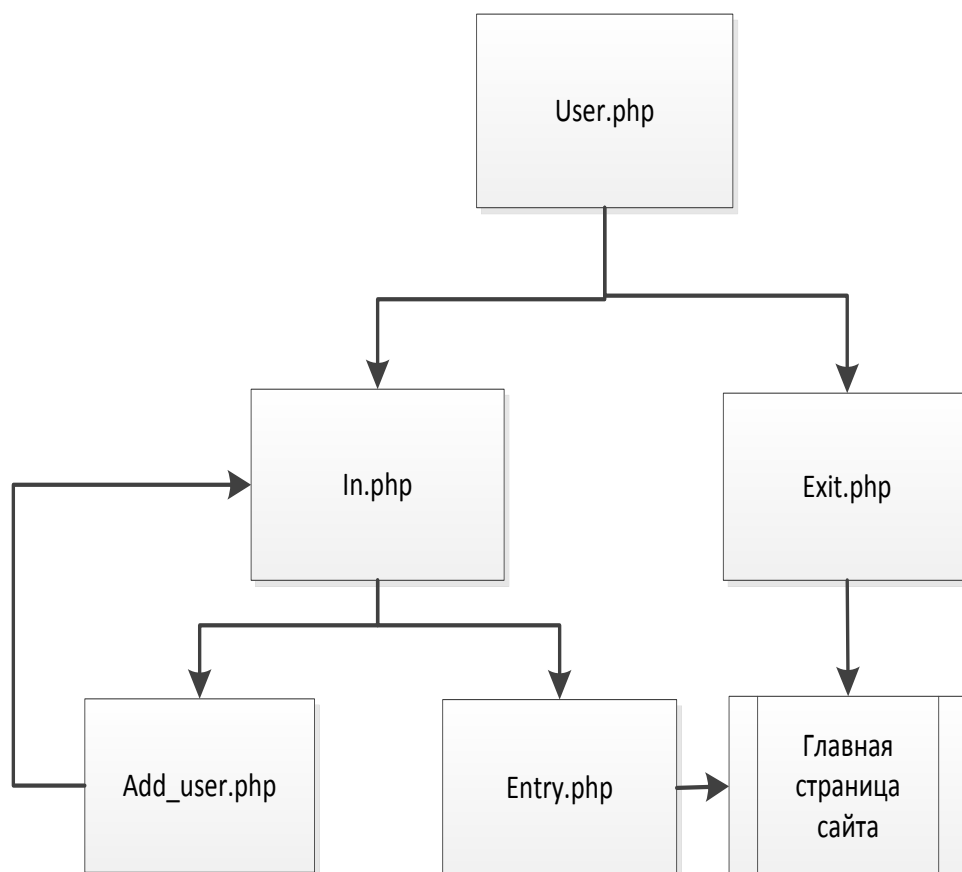 User.php
In.php
Exit.php
Add_user.php
Entry.php
Главная
страница
сайта